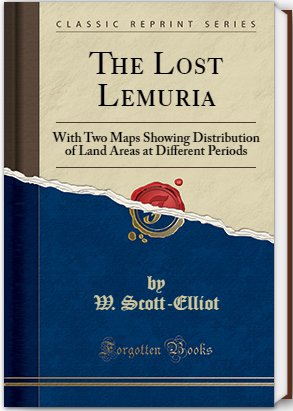 CLASSIC REPRINT SERIES
THE LOST
LEMURIA
With Two Maps Showing Distribution
of Land Areas at Different Periods
F
by
W. Scott-Elliot
Forgotten Books